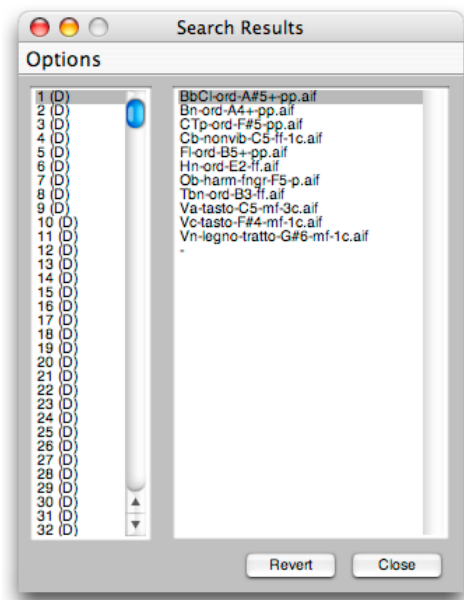 Search Results
Options
1 (D)
2 (D)
3 (D)
4 (D)
5 (D)
6 (D)
7 (D)
8 (D)
9 (D)
10 (D)
11 (D)
12 (D)
13 (D)
14 (D)
15 (D)
16 (D)
17 (D)
18 (D)
19 (D)
20 (D)
21 (D)
22 (D)
23 (D)
24 (D)
25 (D)
26 (D)
27 (D)
28 (D)
29 (D)
30 (D)
31 (D)
32 (D)
BbCl-ord-A#5+-pp.aif
Bn-ord-A4+-pp.aif
CTp-ord-F#5-pp.aif
Cb-nonvib-C5-ff-1c.aif
Fl-ord-B5+-pp.aif
Hn-ord-E2-ff.aif
Ob-harm-fngr-F5-p.aif
Tbn-ord-B3-ff.aif
Va-tasto-C5-mf-3c.aif
Vc-tasto-F#4-mf-1c.aif
Vn-legno-tratto-G#6-mf-1c.aif
-
Revert
Close